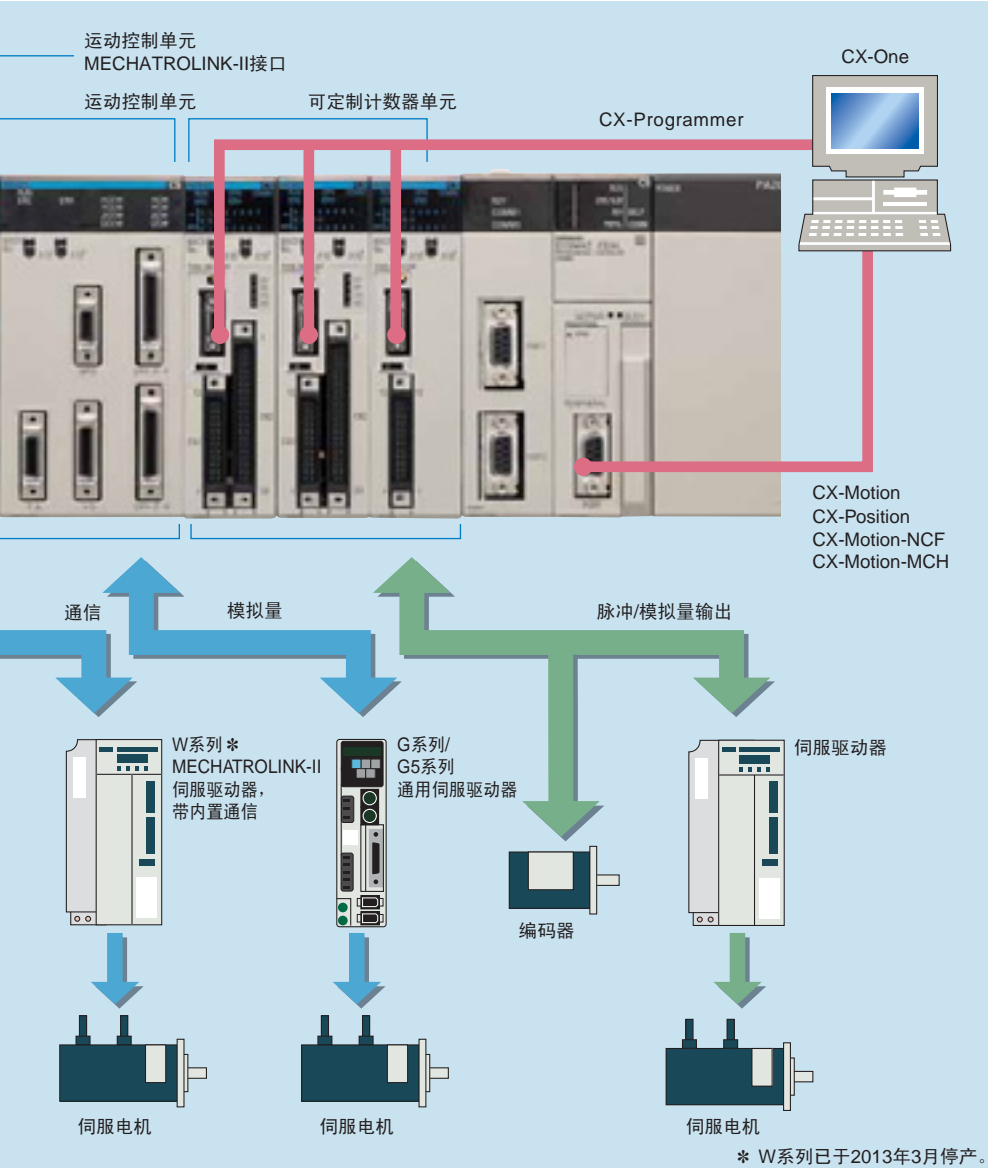 运动控制单元
MECHATROLINK-II接口
CX-One
运动控制单元
可定制计数器单元
CX-Programmer
CX-Motion
CX-Position
CX-Motion-NCF
CX-Motion-MCH
通信
模拟量
脉冲/模拟量输出
W系列＊
MECHATROLINK-II
伺服驱动器，
带内置通信
G系列/
G5系列
通用伺服驱动器
伺服驱动器
编码器
伺服电机
伺服电机
伺服电机
＊ W系列已于2013年3月停产。